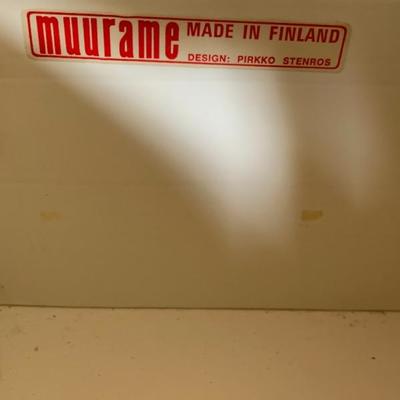 muurame MADE IN FINLAND
DESIGN: PIRKKO STENROS